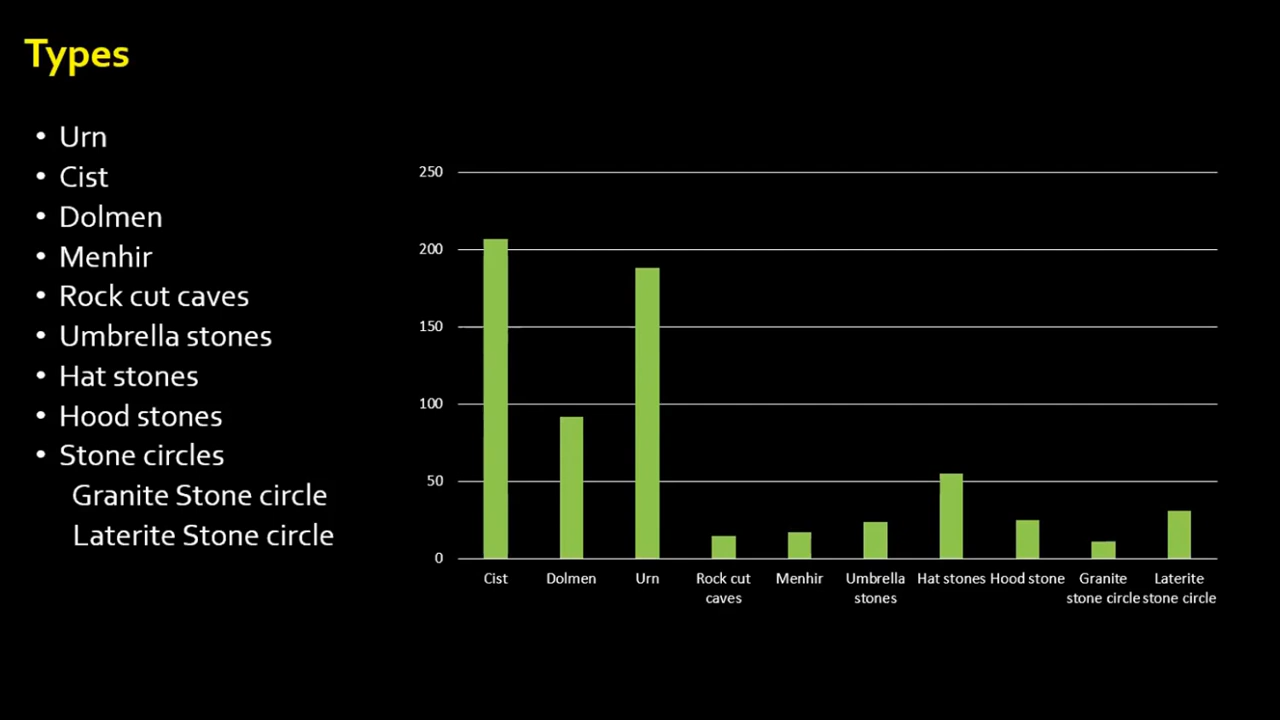 Types
• Urn
• Cist
• Dolmen
• Menhir
• Rock cut caves
• Umbrella stones
• Hat stones
• Hood stones
• Stone circles
Granite Stone circle
Laterite Stone circle
250
200
150
100
50
0
Cist
Dolmen
Urn
Rock cut
caves
Menhir
Umbrella
stones
Hat stones
Hood stone
Granite
stone circle
Laterite
stone circle